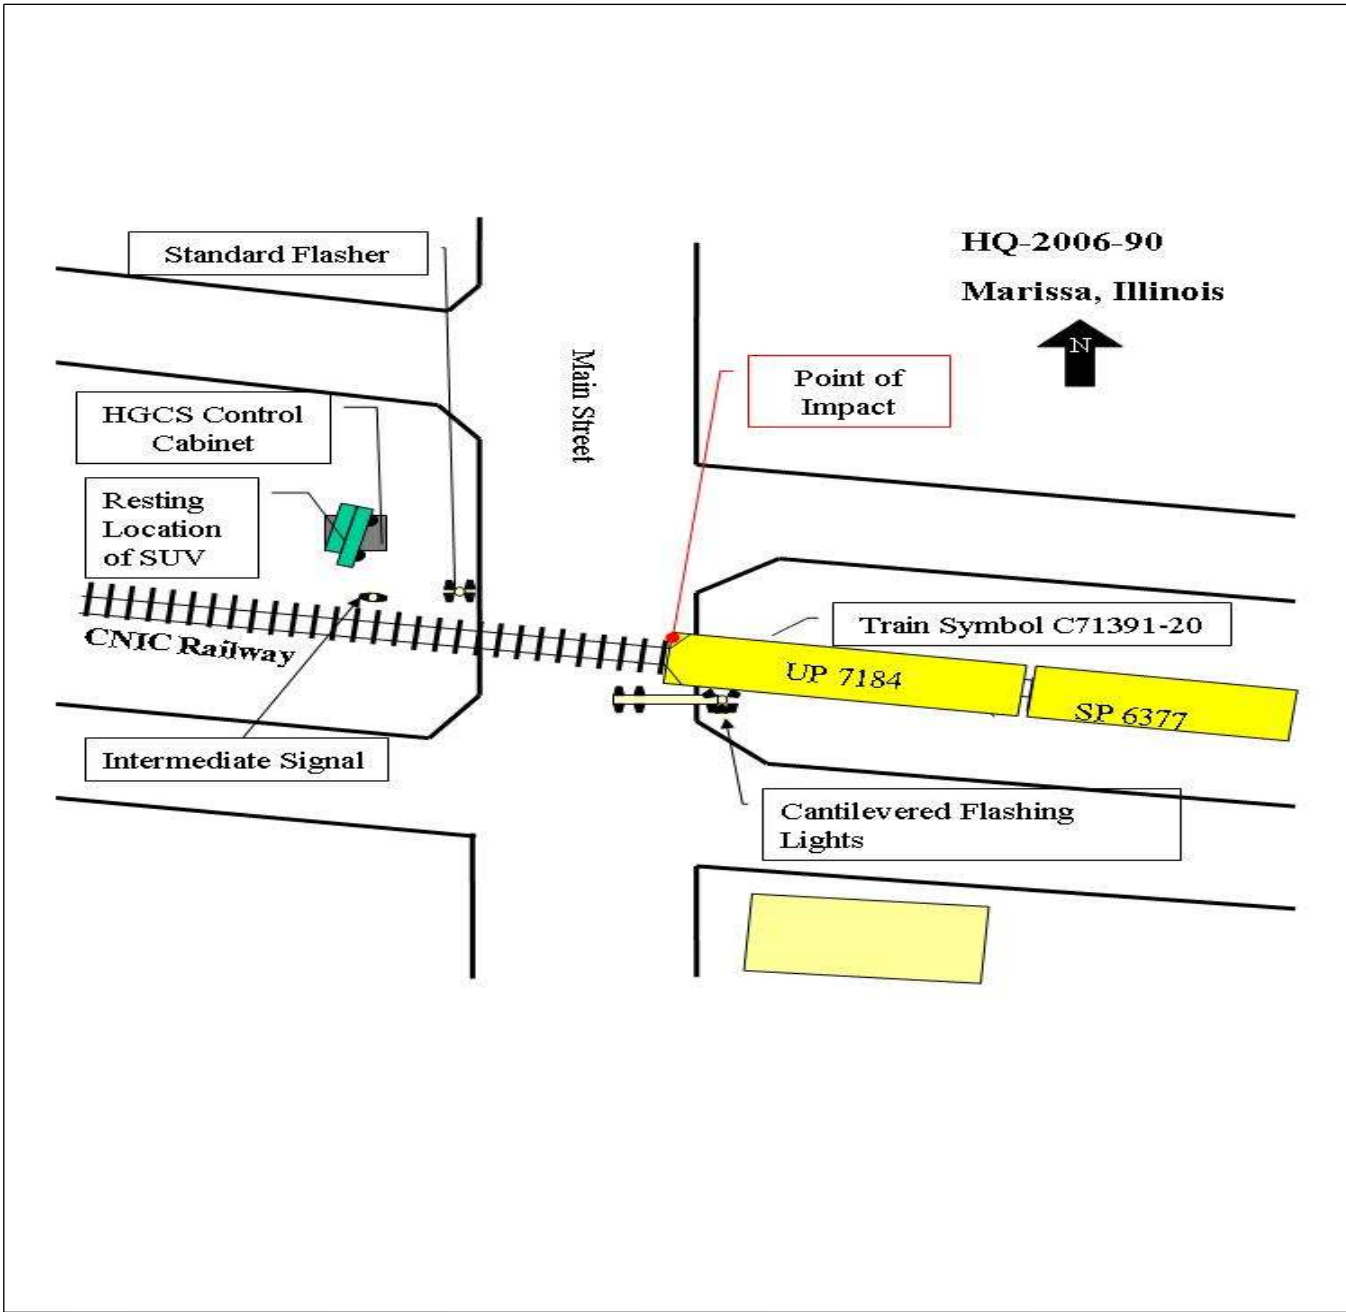 HQ-2006-90
Marissa, Illinois
N
Standard Flasher
Main Street
Point of
Impact
HGCS Control
Cabinet
Resting
Location
of SUV
CNIC Railway
Train Symbol C71391-20
UP 7184
SP 6377
Intermediate Signal
Cantilevered Flashing
Lights